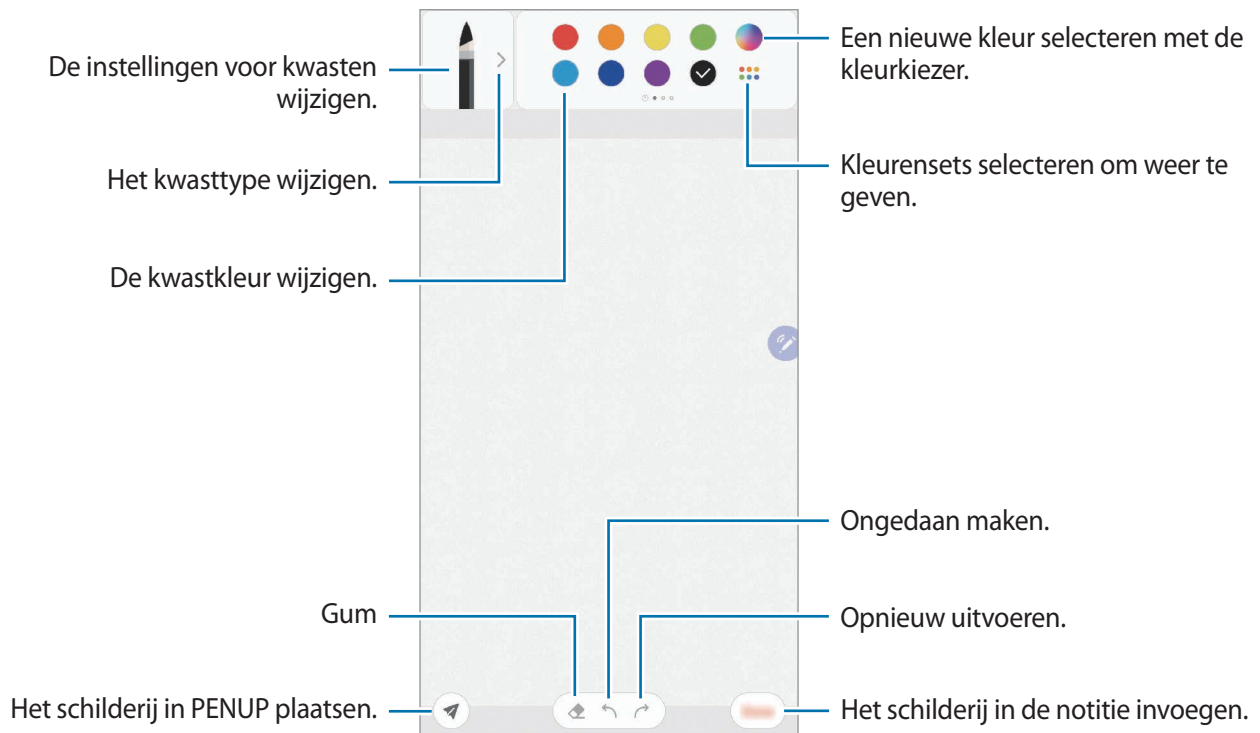 De instellingen voor kwasten
wijzigen.
Het kwasttype wijzigen.
De kwastkleur wijzigen.
Een nieuwe kleur selecteren met de
kleurkiezer.
Kleurensets selecteren om weer te
geven.
Ongedaan maken.
Gum
Opnieuw uitvoeren.
Het schilderij in PENUP plaatsen.
Het schilderij in de notitie invoegen.